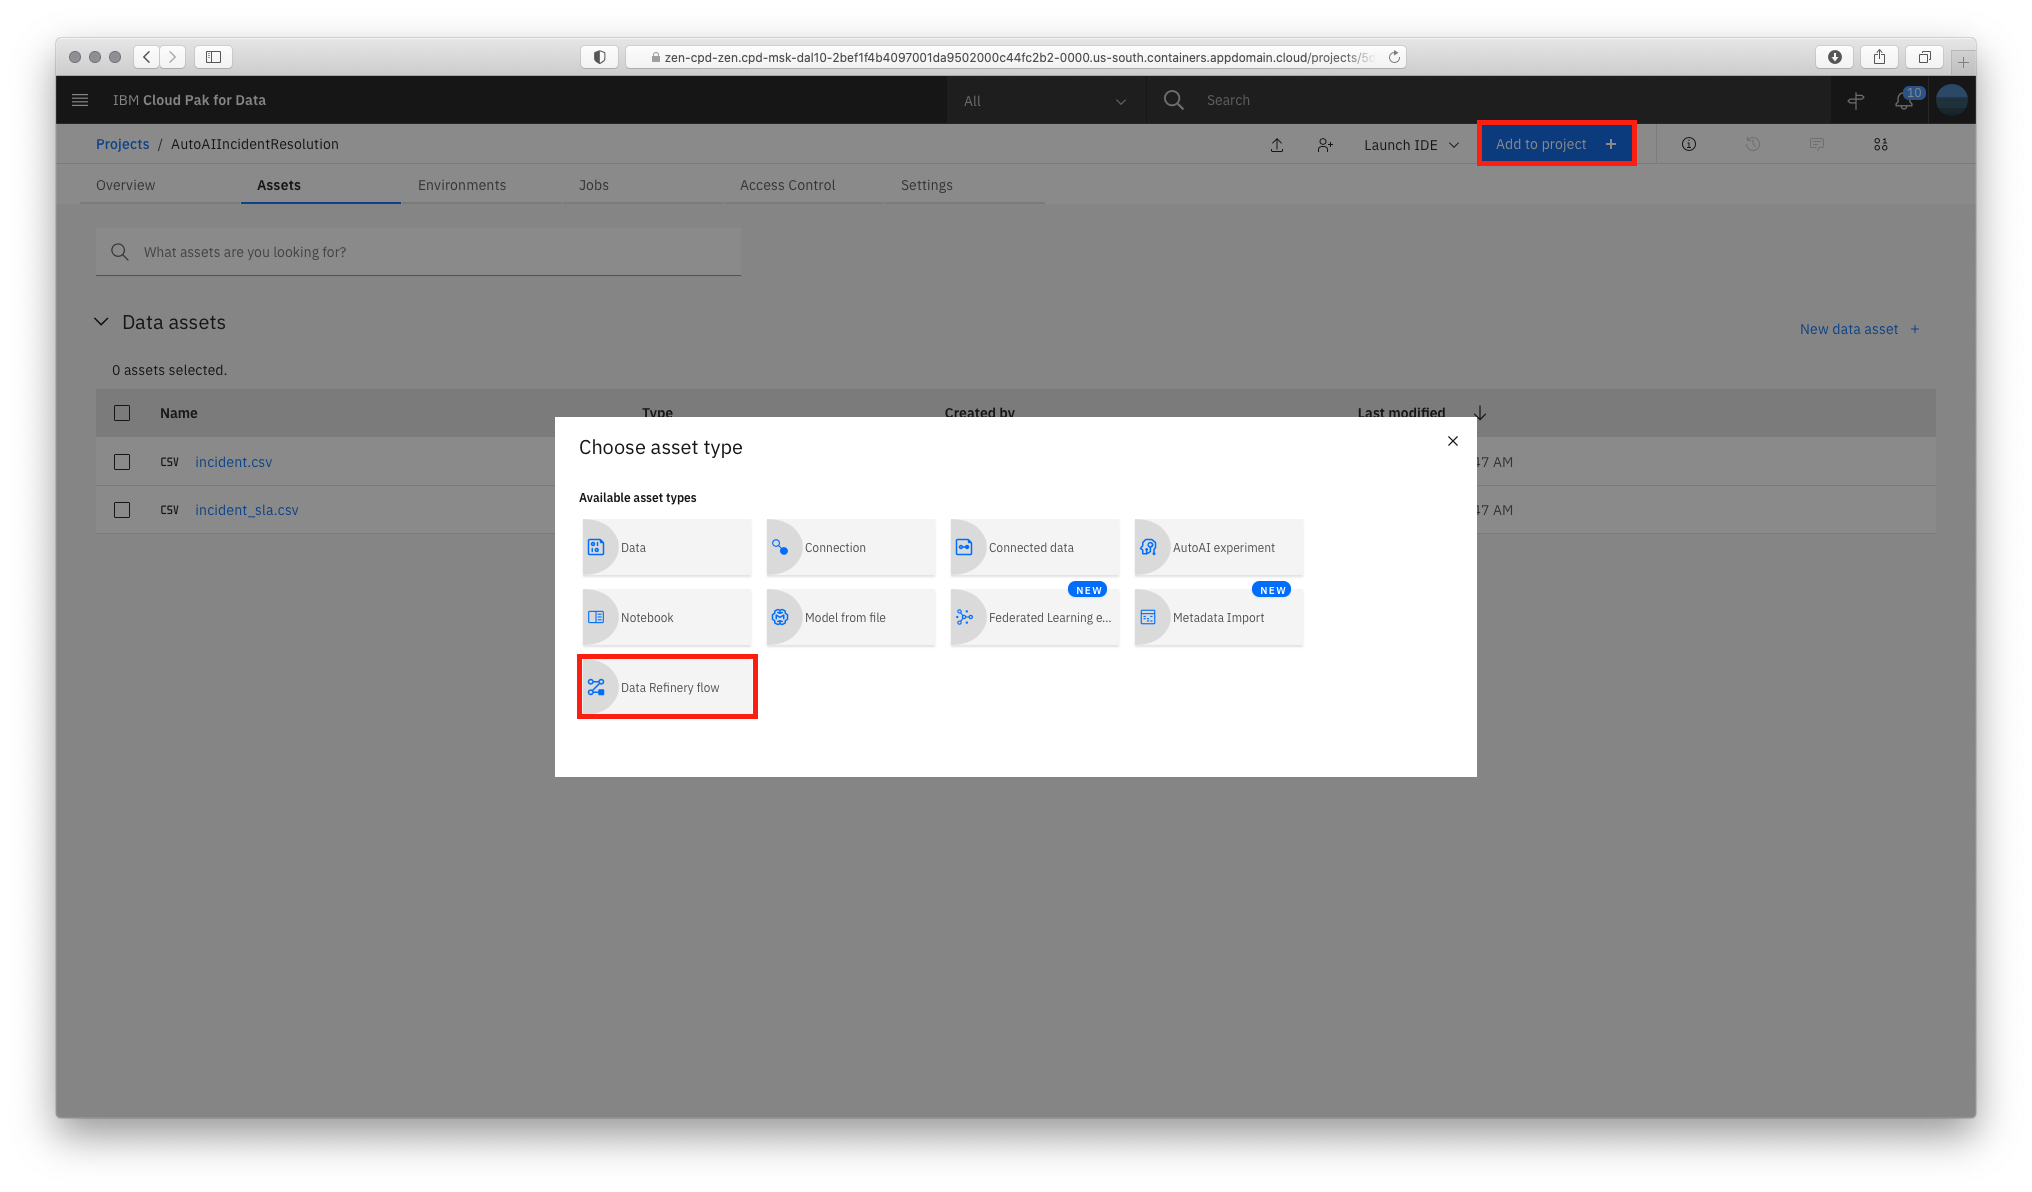 zen-cpd-zen.cpd-msk-dal10-2bef1f4b4097001da9502000c44fc2b2-0000.us-south.containers.appdomain.cloud/projects/5
IBM Cloud Pak for Data
All
Search
10
Projects / AutoAIIncidentResolution
Launch IDE
Add to project +
Overview
Assets
Environments
Jobs
Access Control
Settings
What assets are you looking for?
Data assets
New data asset +
0 assets selected.
Name
Type
Created by
Last modified
CSV incident.csv
47 AM
CSV incident_sla.csv
47 AM
Choose asset type
Available asset types
Data
Connection
Connected data
AutoAI experiment
NEW
NEW
Notebook
Model from file
Federated Learning e...
Metadata Import
Data Refinery flow